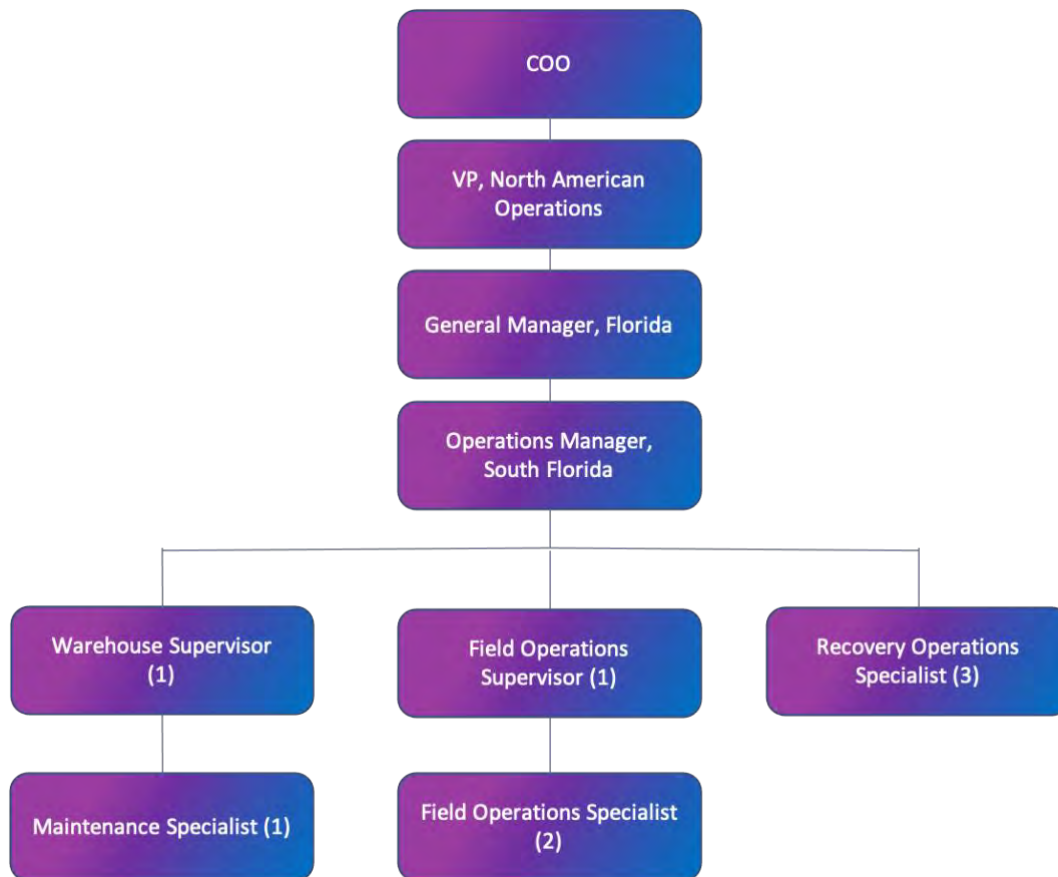 COO
VP, North American
Operations
General Manager, Florida
Operations Manager,
South Florida
Warehouse Supervisor
(1)
Field Operations
Supervisor (1)
Recovery Operations
Specialist (3)
Maintenance Specialist (1)
Field Operations Specialist
(2)